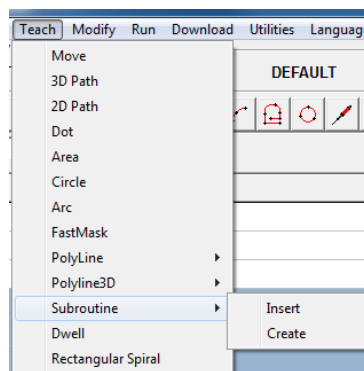 Teach Modify Run Download Utilities
Move
DEFAULT
3D Path
2D Path
Dot
Area
Circle
Arc
FastMask
PolyLine
Polyline3D
Subroutine
Insert
Dwell
Create
Rectangular Spiral